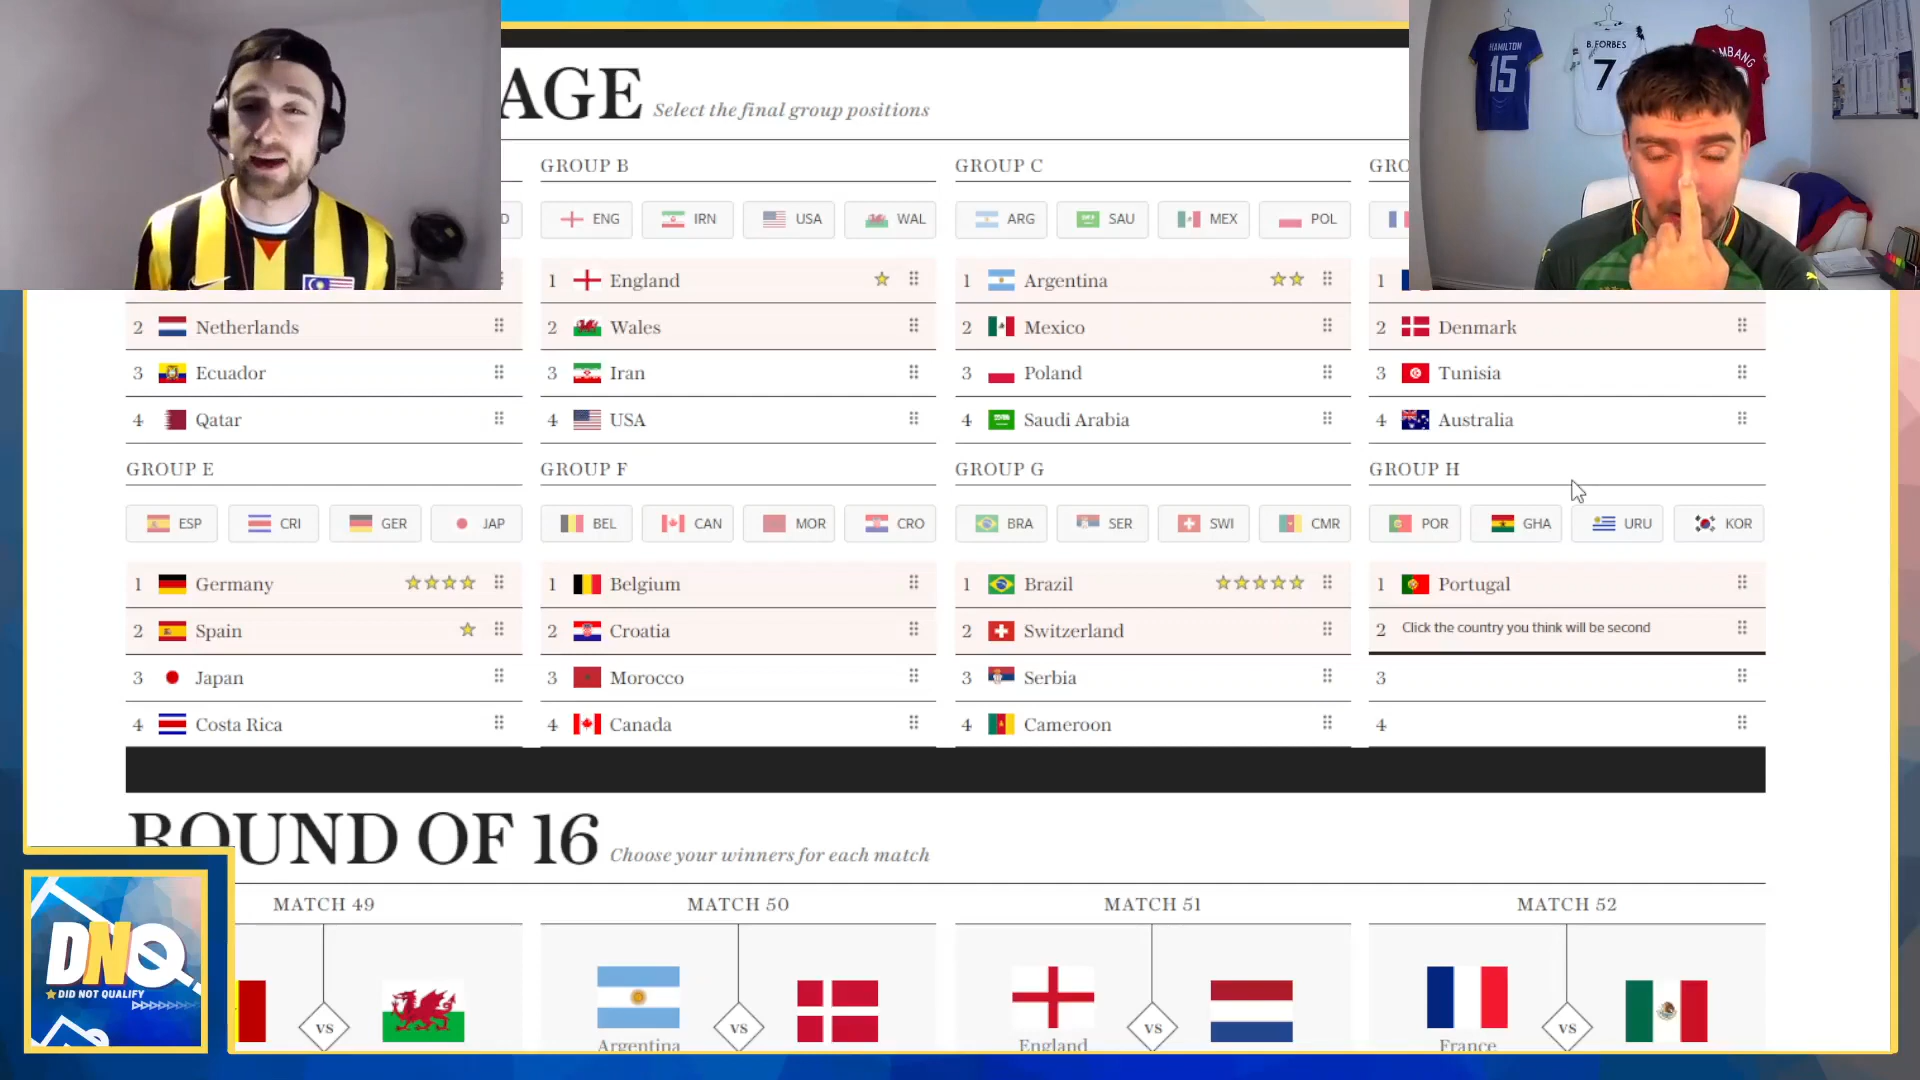 AGE Select the final group positions
GROUP B
GROUP C
GRO
D
ENG IRN USA WAL
ARG SAU MEX POL
1 England
1 Argentina
1
2 Netherlands
2 Wales
2 Mexico
2 Denmark
3 Ecuador
3 Iran
3 Poland
3 Tunisia
4 Qatar
4 USA
4 Saudi Arabia
4 Australia
GROUP E
GROUP F
GROUP G
GROUP H
ESP CRI GER JAP
BEL CAN MOR CRO
BRA SER SWI CMR
POR GHA URU KOR
1 Germany
1 Belgium
1 Brazil
1 Portugal
2 Spain
2 Croatia
2 Switzerland
2 Click the country you think will be second
3 Japan
3 Morocco
3 Serbia
3
4 Costa Rica
4 Canada
4 Cameroon
4
ROUND OF 16 Choose your winners for each match
MATCH 49
MATCH 50
MATCH 51
MATCH 52
VS
VS
VS
VS
Argentina
England
France
HAMILTON
15
B. FORBES
7
MBANG
DNQ
DID NOT QUALIFY